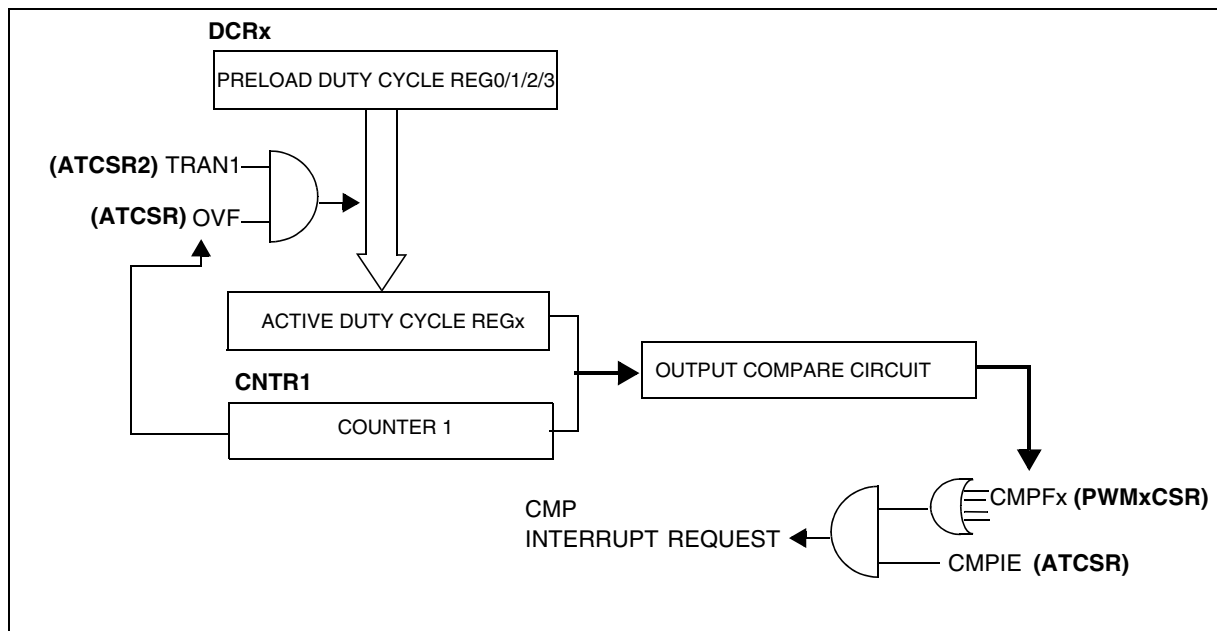 DCRx
PRELOAD DUTY CYCLE REG0/1/2/3
(ATCSR2) TRAN1
(ATCSR) OVF
ACTIVE DUTY CYCLE REGx
CNTR1
OUTPUT COMPARE CIRCUIT
COUNTER 1
CMPFx (PWMxCSR)
CMP
INTERRUPT REQUEST
CMPIE (ATCSR)